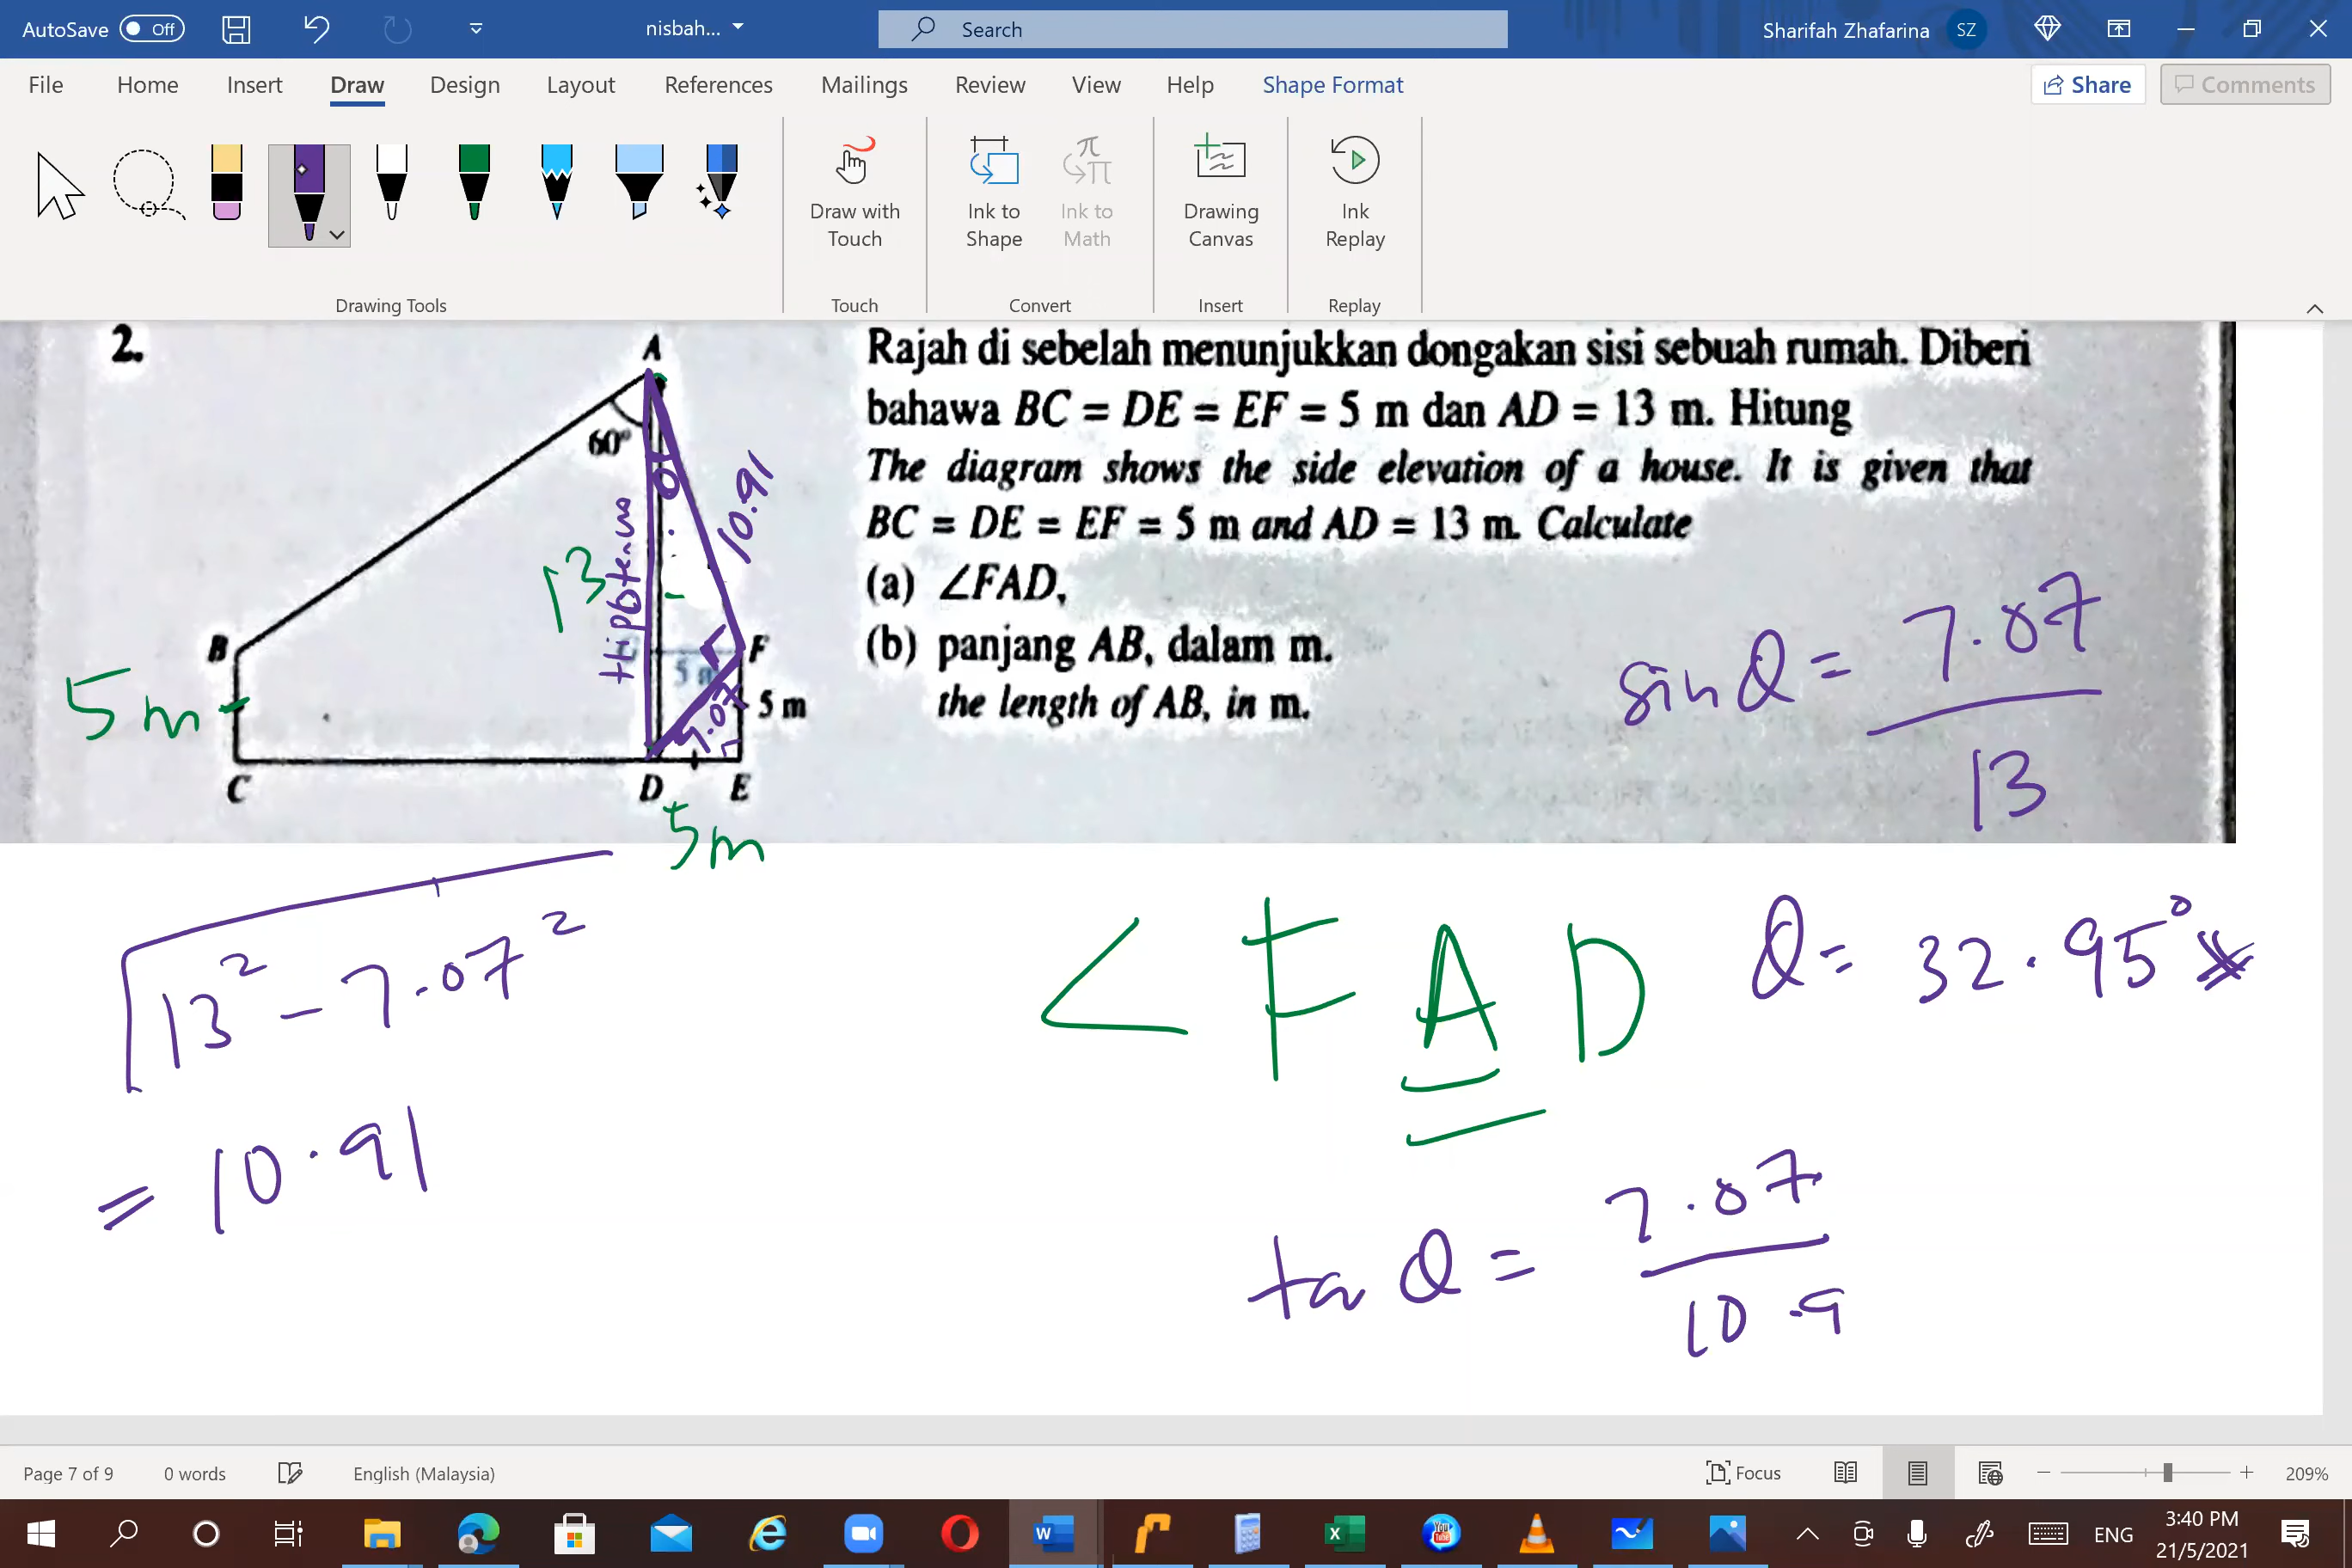 AutoSave Off nisbah... Search Sharifah Zhafarina SZ
File Home Insert Draw Design Layout References Mailings Review View Help Shape Format Share Comments
Draw with Touch
Ink to Shape
Ink to Math
Drawing Canvas
Ink Replay
Drawing Tools Touch Convert Insert Replay
2.
A
60°
B
C
D
E
F
5 m
13
10.91
7.07
5m
5m
Rajah di sebelah menunjukkan dongakan sisi sebuah rumah. Diberi
bahawa BC = DE = EF = 5 m dan AD = 13 m. Hitung
The diagram shows the side elevation of a house. It is given that
BC = DE = EF = 5 m and AD = 13 m. Calculate
(a) ∠FAD,
(b) panjang AB, dalam m.
the length of AB, in m.
sin θ = 7.07
13
√13² - 7.07²
= 10.91
< FAD
θ = 32.95°
ta θ = 7.07
10.9
Page 7 of 9 0 words English (Malaysia) Focus 209%
ENG
3:40 PM
21/5/2021